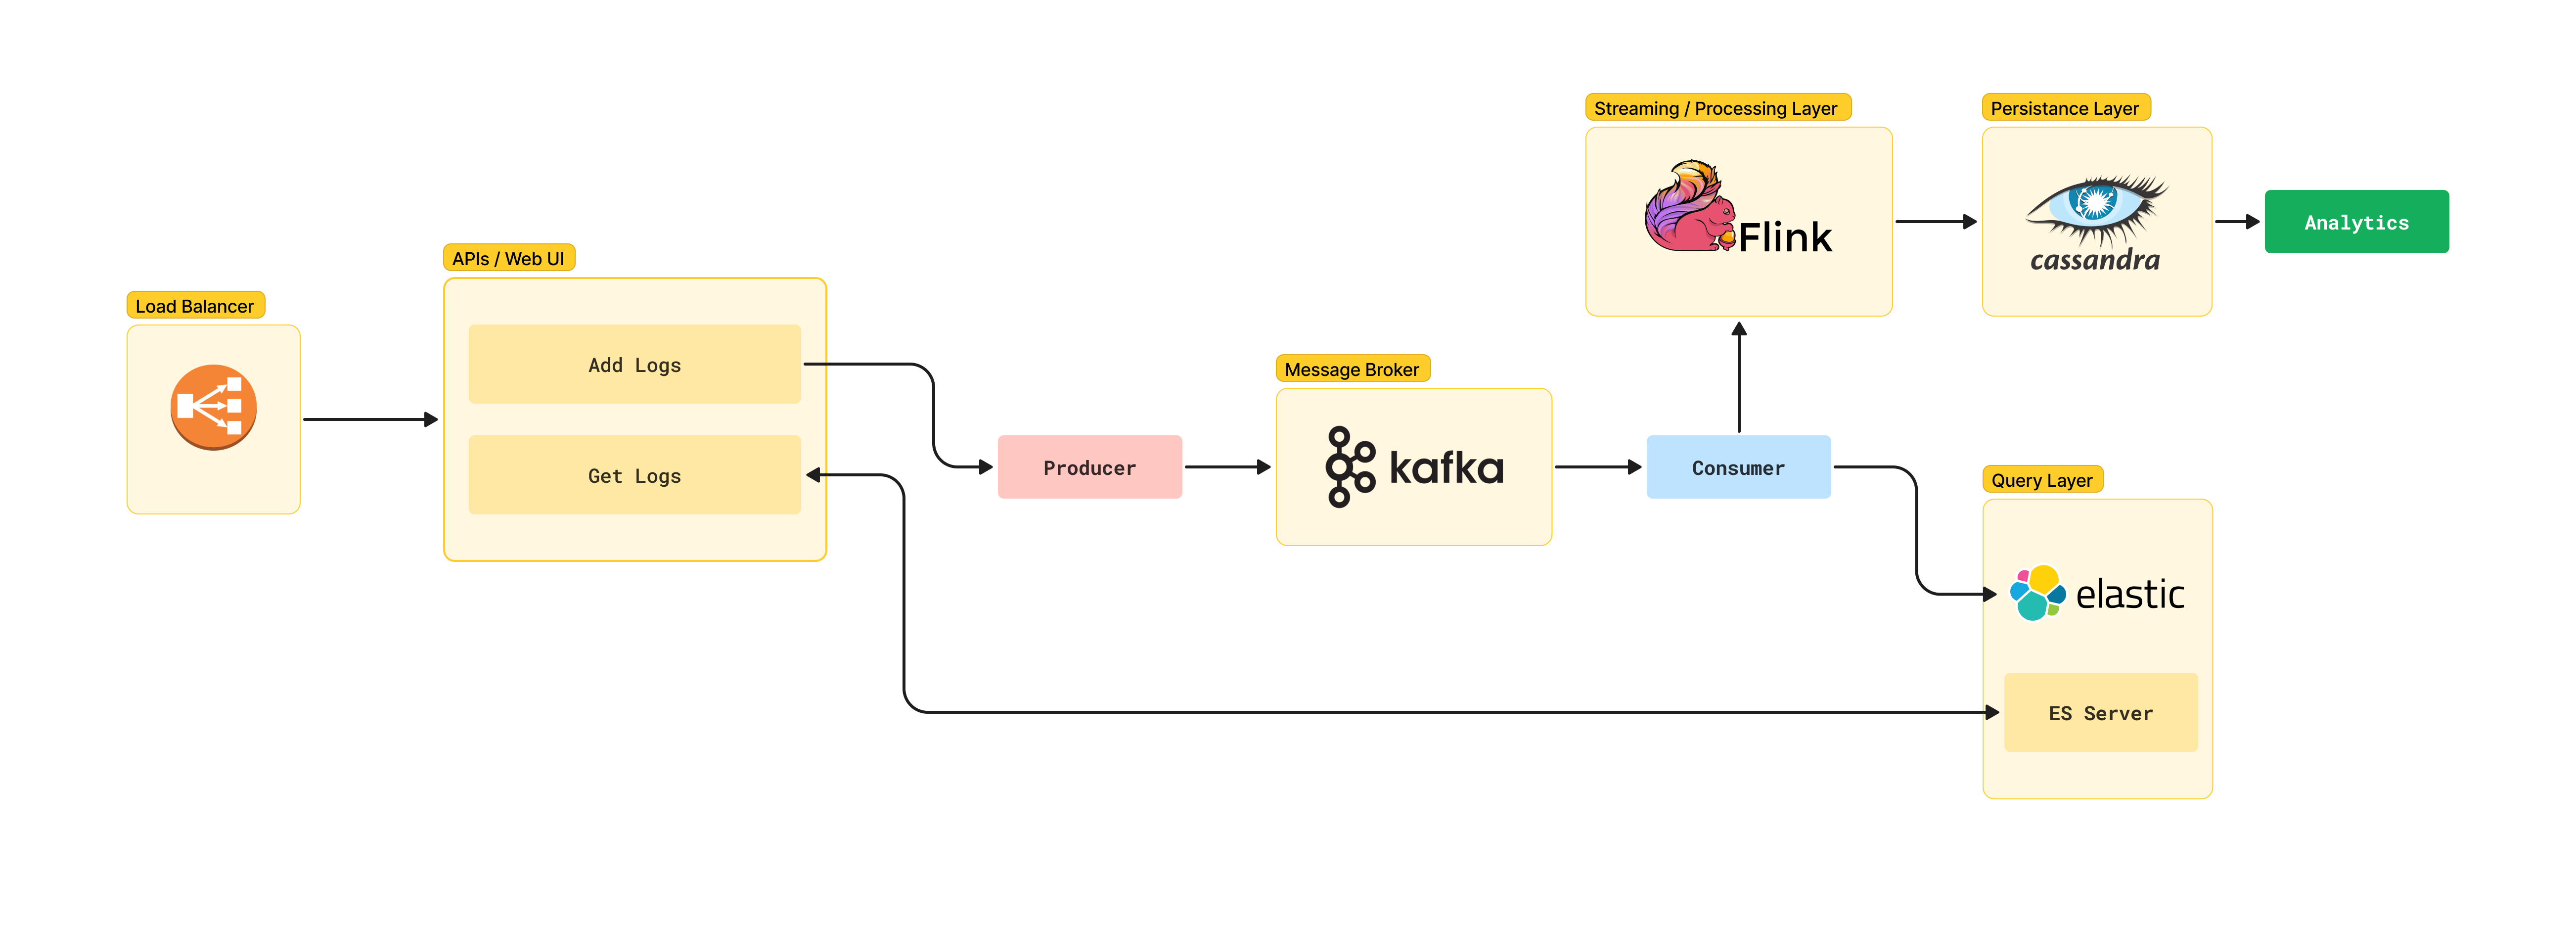 Load Balancer
APIs / Web UI
Add Logs
Get Logs
Producer
Message Broker
kafka
Consumer
Streaming / Processing Layer
Flink
Persistance Layer
cassandra
Analytics
Query Layer
elastic
ES Server